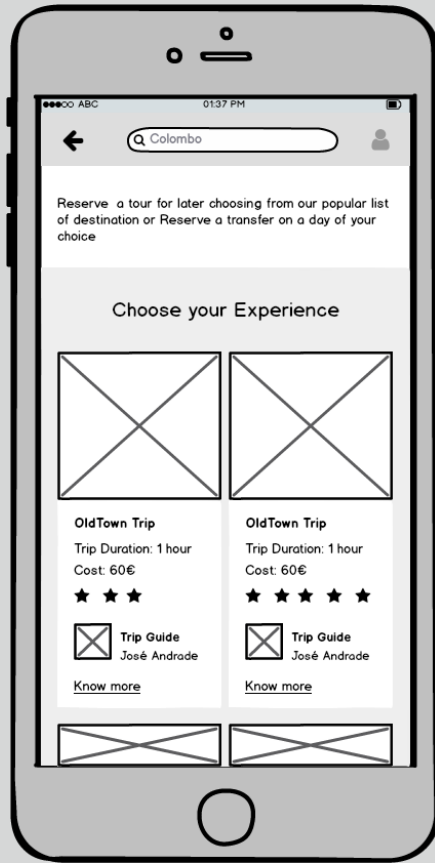 ABC 01:37 PM
Colombo
Reserve a tour for later choosing from our popular list
of destination or Reserve a transfer on a day of your
choice
Choose your Experience
OldTown Trip
Trip Duration: 1 hour
Cost: 60€
Trip Guide
José Andrade
Know more
OldTown Trip
Trip Duration: 1 hour
Cost: 60€
Trip Guide
José Andrade
Know more